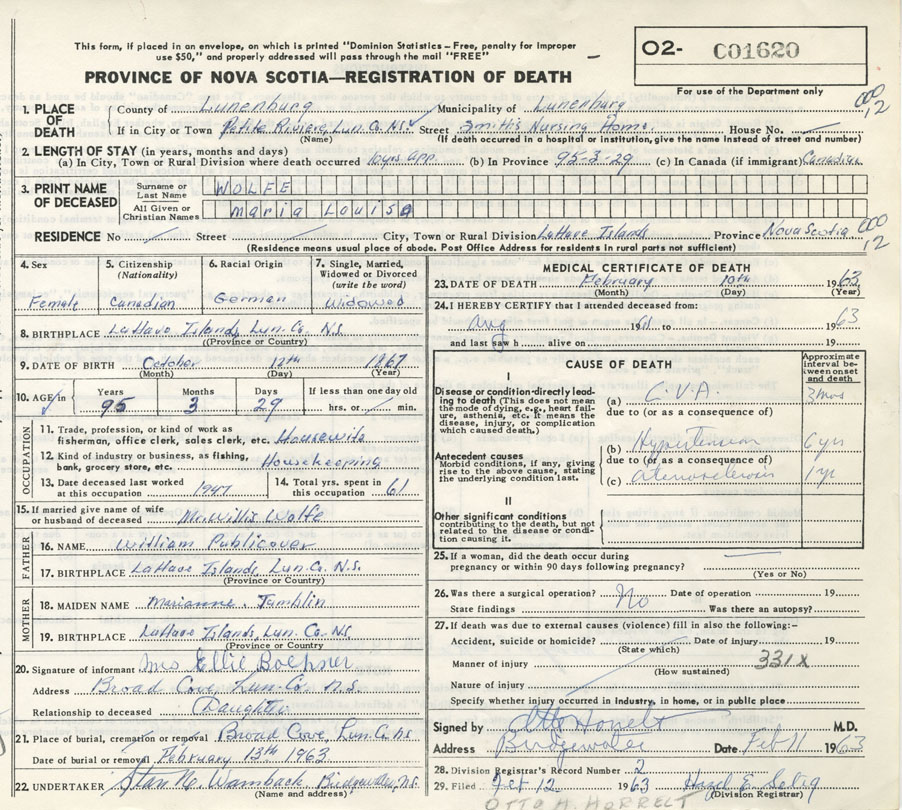 This form, if placed in an envelope, on which is printed "Dominion Statistics – Free, penalty for improper
use $50," and properly addressed will pass through the mail "FREE"
PROVINCE OF NOVA SCOTIA—REGISTRATION OF DEATH
O2- C01620
For use of the Department only
1. PLACE OF DEATH
County of Lunenburg Municipality of Lunenburg
If in City or Town Petite Riviere, Lun. Co. N.S. Street Smith's Nursing Home. House No.
(Name) (If death occurred in a hospital or institution, give the name instead of street and number)
000
12
2. LENGTH OF STAY (in years, months and days)
(a) In City, Town or Rural Division where death occurred 10yrs app. (b) In Province 95-3-29 (c) In Canada (if immigrant) Canadian
3. PRINT NAME OF DECEASED
Surname or Last Name WOLFE
All Given or Christian Names Maria Louisa
RESIDENCE No Street City, Town or Rural Division LaHave Islands Province Nova Scotia
(Residence means usual place of abode. Post Office Address for residents in rural parts not sufficient)
000
12
4. Sex Female
5. Citizenship (Nationality) Canadian
6. Racial Origin German
7. Single, Married, Widowed or Divorced (write the word) Widowed
8. BIRTHPLACE LaHave Islands, Lun. Co. N.S.
(Province or Country)
9. DATE OF BIRTH October 12th 1867
(Month) (Day) (Year)
10. AGE in Years 95 Months 3 Days 29 If less than one day hrs. or min.
OCCUPATION
11. Trade, profession or kind of work as fisherman, office clerk, sales clerk, etc. Housewife
12. Kind of industry or business, as fishing, bank, grocery store, etc. Housekeeping
13. Date deceased last worked at this occupation 1947
14. Total yrs. spent in this occupation 61
15. If married give name of wife or husband of deceased Mr. Willis Wolfe
FATHER
16. NAME William Publicover
17. BIRTHPLACE LaHave Islands, Lun. Co. N.S.
(Province or Country)
MOTHER
18. MAIDEN NAME Marianne. Tamblin
19. BIRTHPLACE LaHave Islands, Lun. Co. N.S.
(Province or Country)
20. Signature of informant Mrs Ellie Boehner
Address Broad Cove, Lun. Co. N.S.
Relationship to deceased Daughter
21. Place of burial, cremation or removal Broad Cove, Lun. Co. N.S
Date of burial or removal February 13th 1963
22. UNDERTAKER Wamback Bridgewater, N.S.
(Name and address)
MEDICAL CERTIFICATE OF DEATH
23. DATE OF DEATH February 10th 1963
(Month) (Day) (Year)
24. I HEREBY CERTIFY that I attended deceased from:
Aug 1961 to 1963
and last saw h alive on 19
CAUSE OF DEATH
Approximate interval between onset and death
I
Disease or condition directly leading to death (This does not mean the mode of dying, e.g., heart failure, asthenia, etc. It means the disease, injury, or complication which caused death.)
(a) C.V.A. 2 mos
due to (or as a consequence of)
Antecedent causes
Morbid conditions, if any, giving rise to the above cause, stating the underlying condition last.
(b) Hypertension 6 yrs
due to (or as a consequence of)
(c) 1 yr
II
Other significant conditions
contributing to the death, but not related to the disease or condition causing it.
25. If a woman, did the death occur during pregnancy or within 90 days following pregnancy?
(Yes or No)
26. Was there a surgical operation? No Date of operation 19
State findings Was there an autopsy?
27. If death was due to external causes (violence) fill in also the following:-
Accident, suicide or homicide? Date of injury 19
(State which)
Manner of injury 331X
(How sustained)
Nature of injury
Specify whether injury occurred in industry, in home, or in public place
Signed by M.D.
Address Bridgewater Date Feb 11 1963
28. Division Registrar's Record Number 2
29. Filed Feb 12 1963
(Division Registrar)
OTTO H. HORRELT